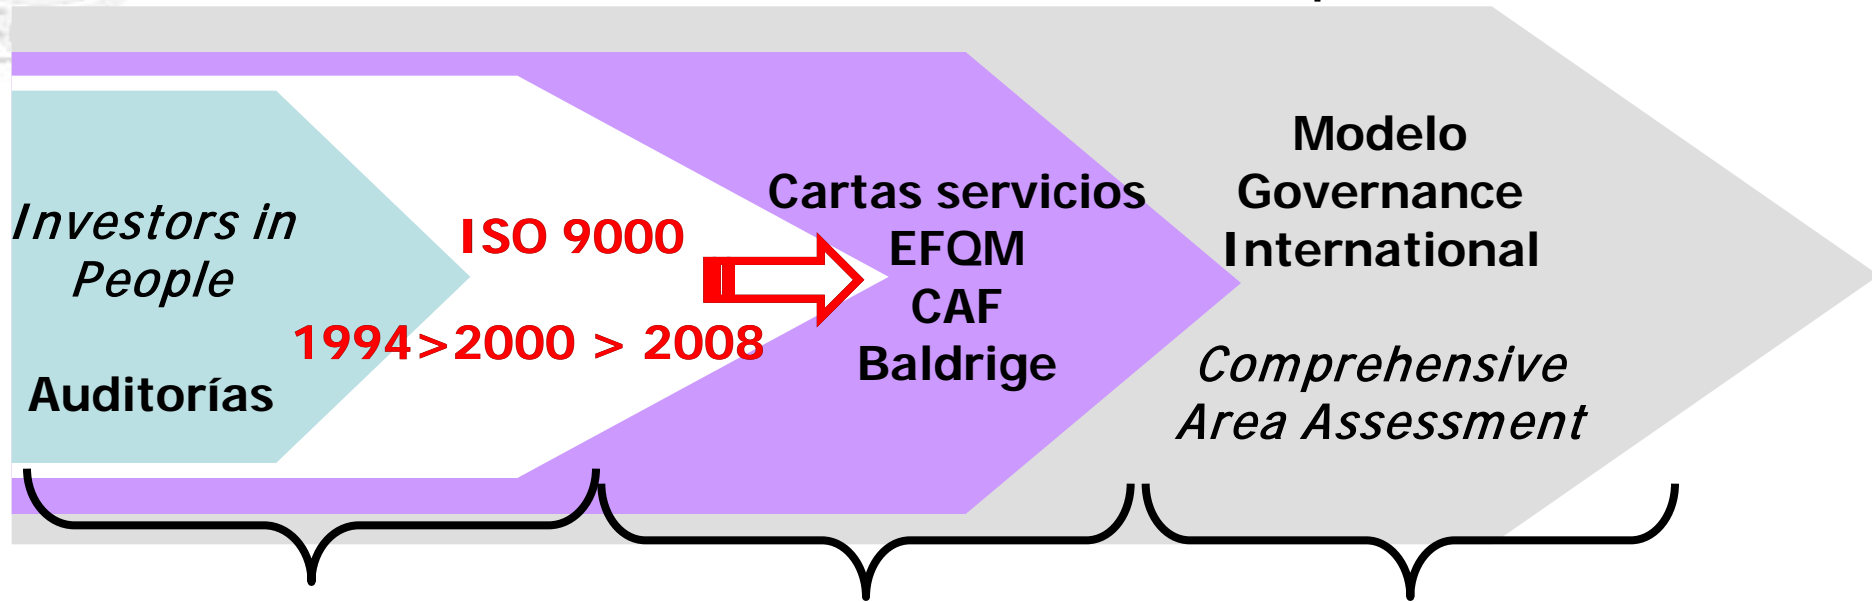 Investors in
People
Auditorías
ISO 9000
1994>2000 > 2008
Cartas servicios
EFQM
CAF
Baldrige
Modelo
Governance
International
Comprehensive
Area Assessment